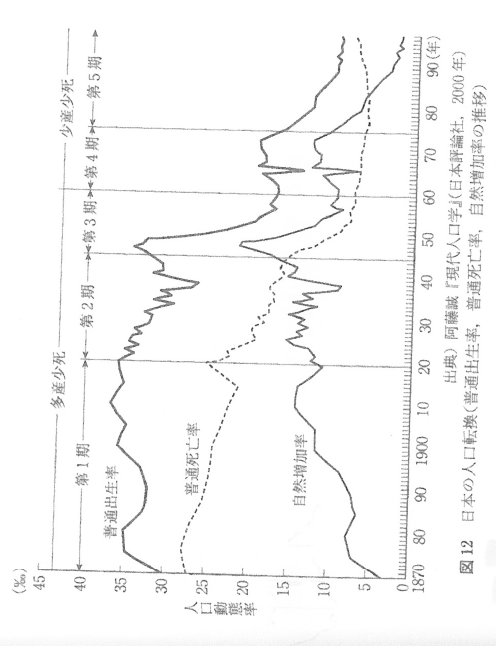 (‰)
45
40
35
30
25
20
15
10
0
人口動態率
多産少死
少産少死
第1期
第2期
第3期
第4期
第5期
普通出生率
普通死亡率
自然増加率
1870 80 90 1900 10 20 30 40 50 60 70 80 90(年)
出典) 阿藤誠『現代人口学』(日本評論社, 2000年)
図12 日本の人口転換(普通出生率, 普通死亡率, 自然増加率の推移)